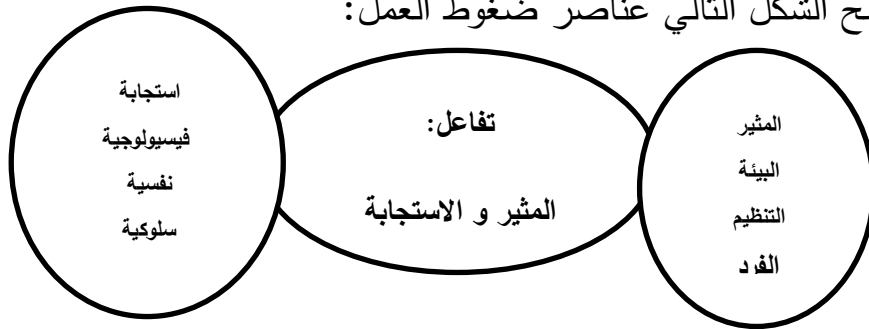 ح الشكل التالي عناصر ضغوط العمل:
المثير
البيئة
التنظيم
الفرد
تفاعل:
المثير و الاستجابة
استجابة
فيسيولوجية
نفسية
سلوكية